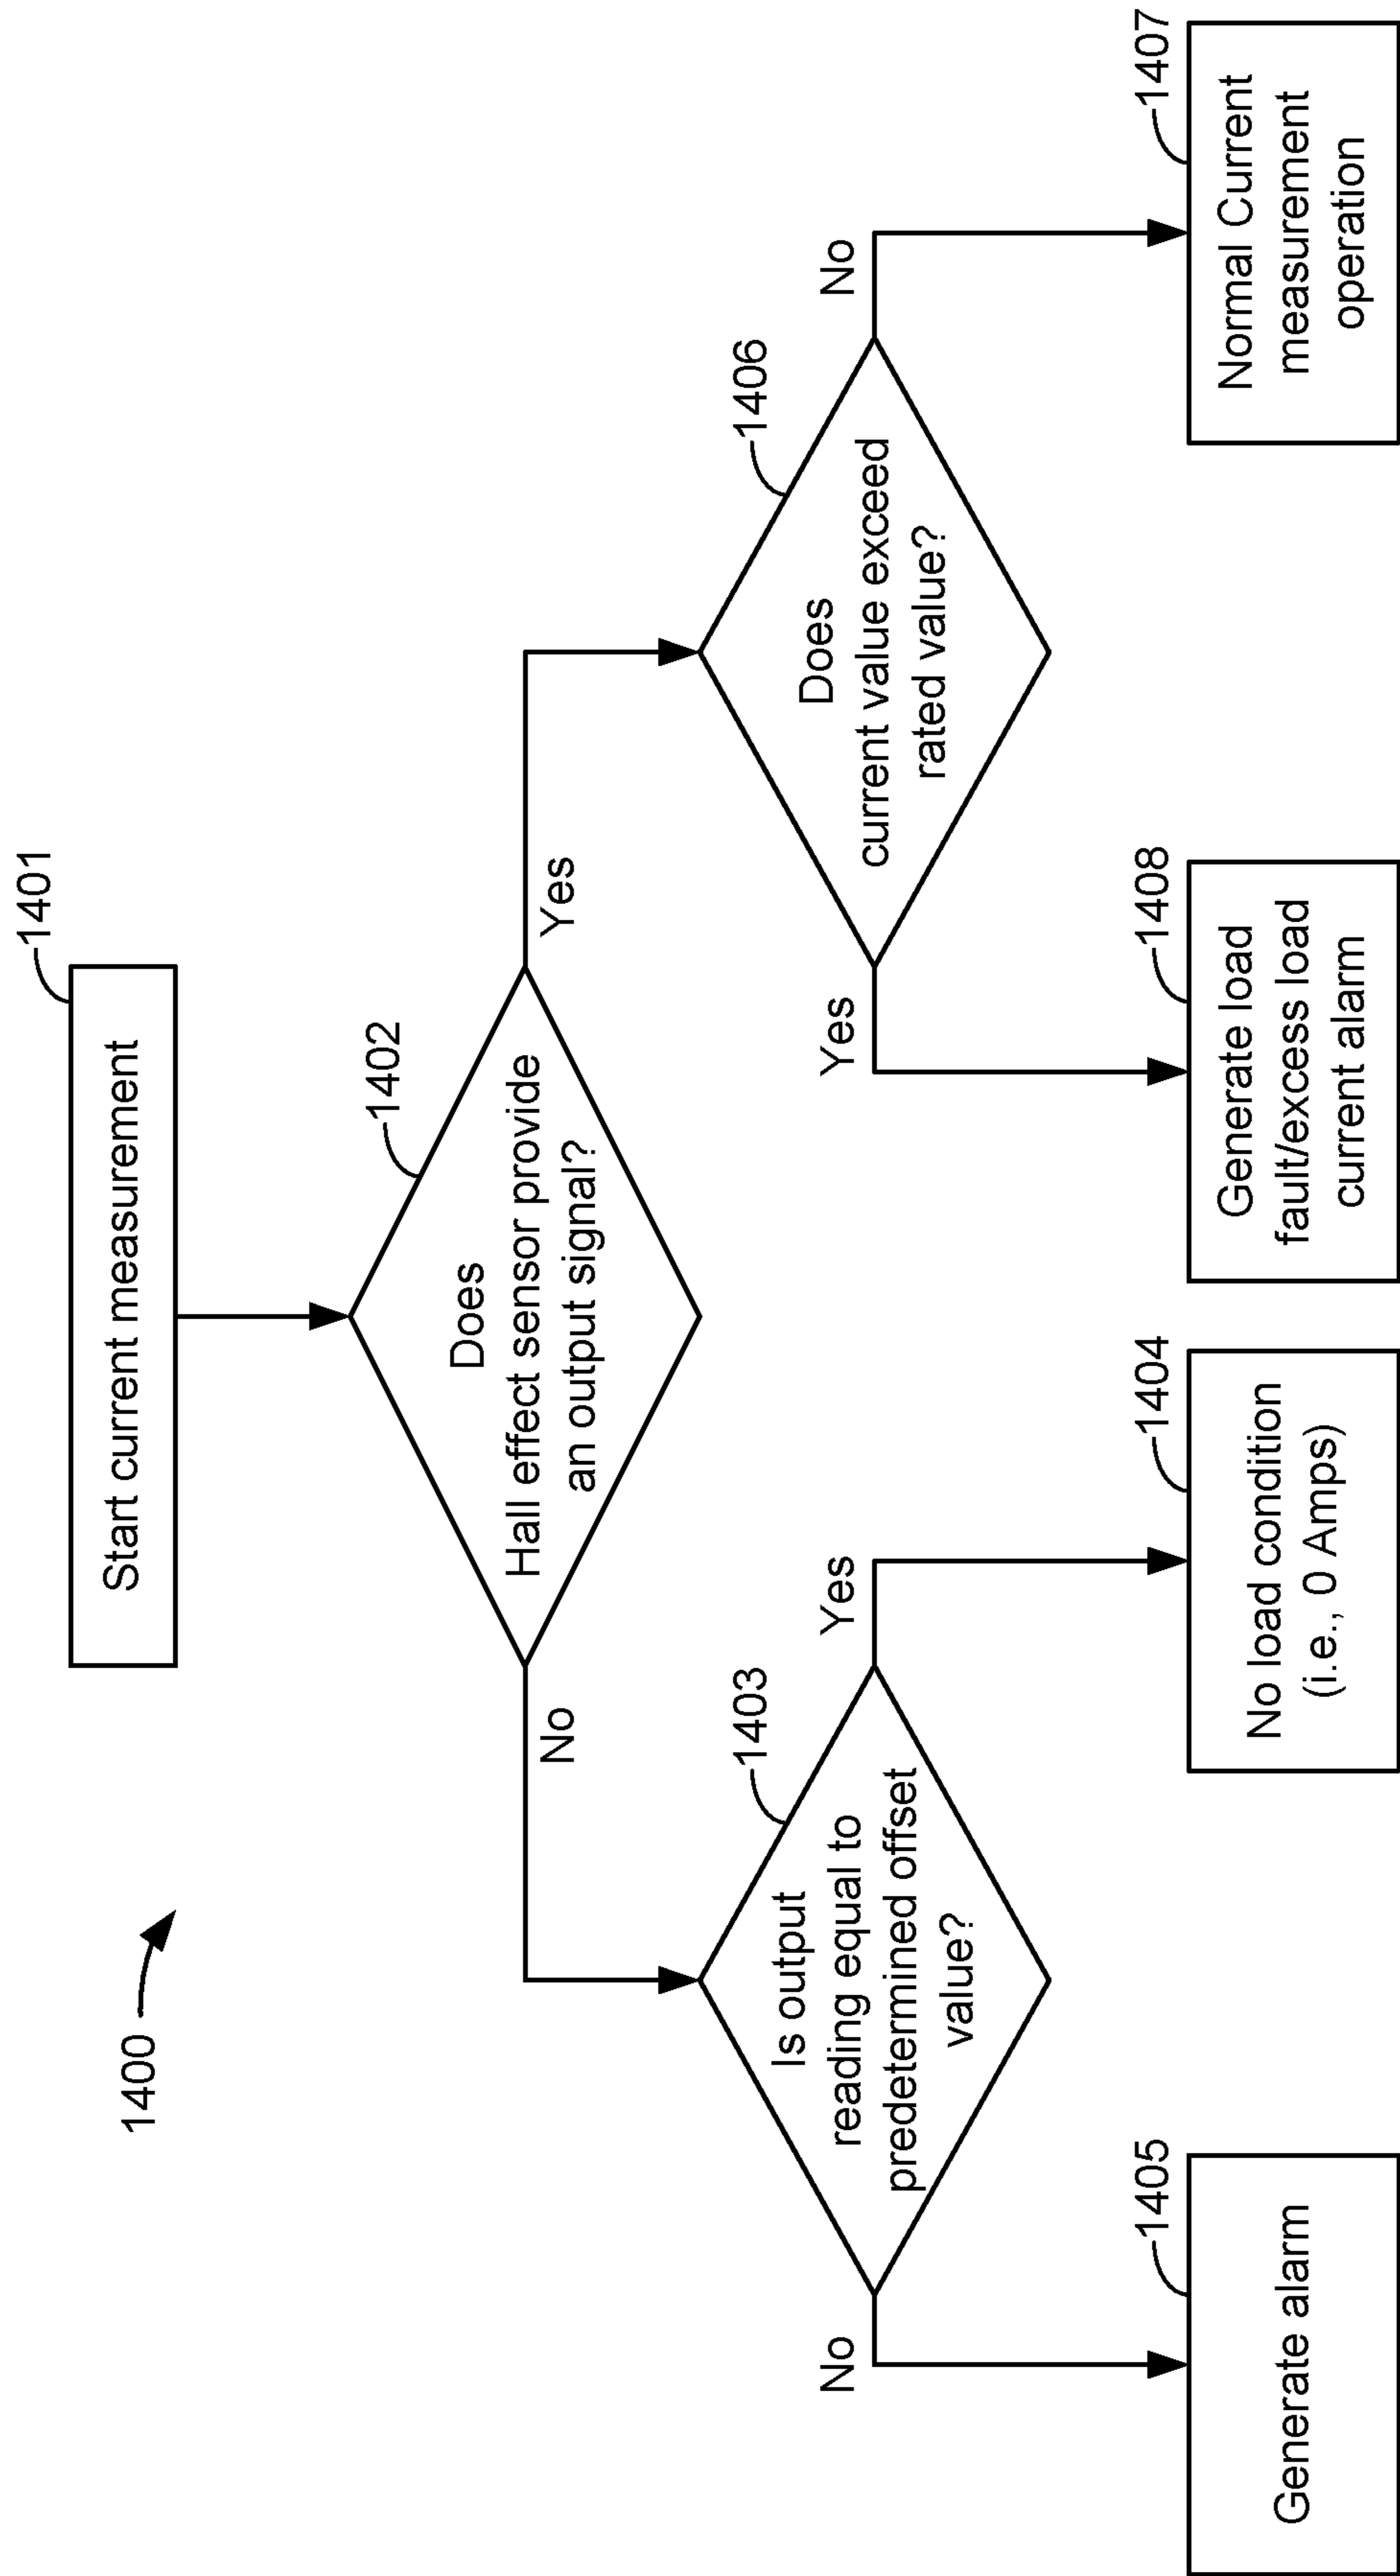 1400
1401
Start current measurement
1402
Does
Hall effect sensor provide
an output signal?
No
Yes
1403
Is output
reading equal to
predetermined offset
value?
No
Yes
1406
Does
current value exceed
rated value?
Yes
No
1405
Generate alarm
1404
No load condition
(i.e., 0 Amps)
1408
Generate load
fault/excess load
current alarm
1407
Normal Current
measurement
operation